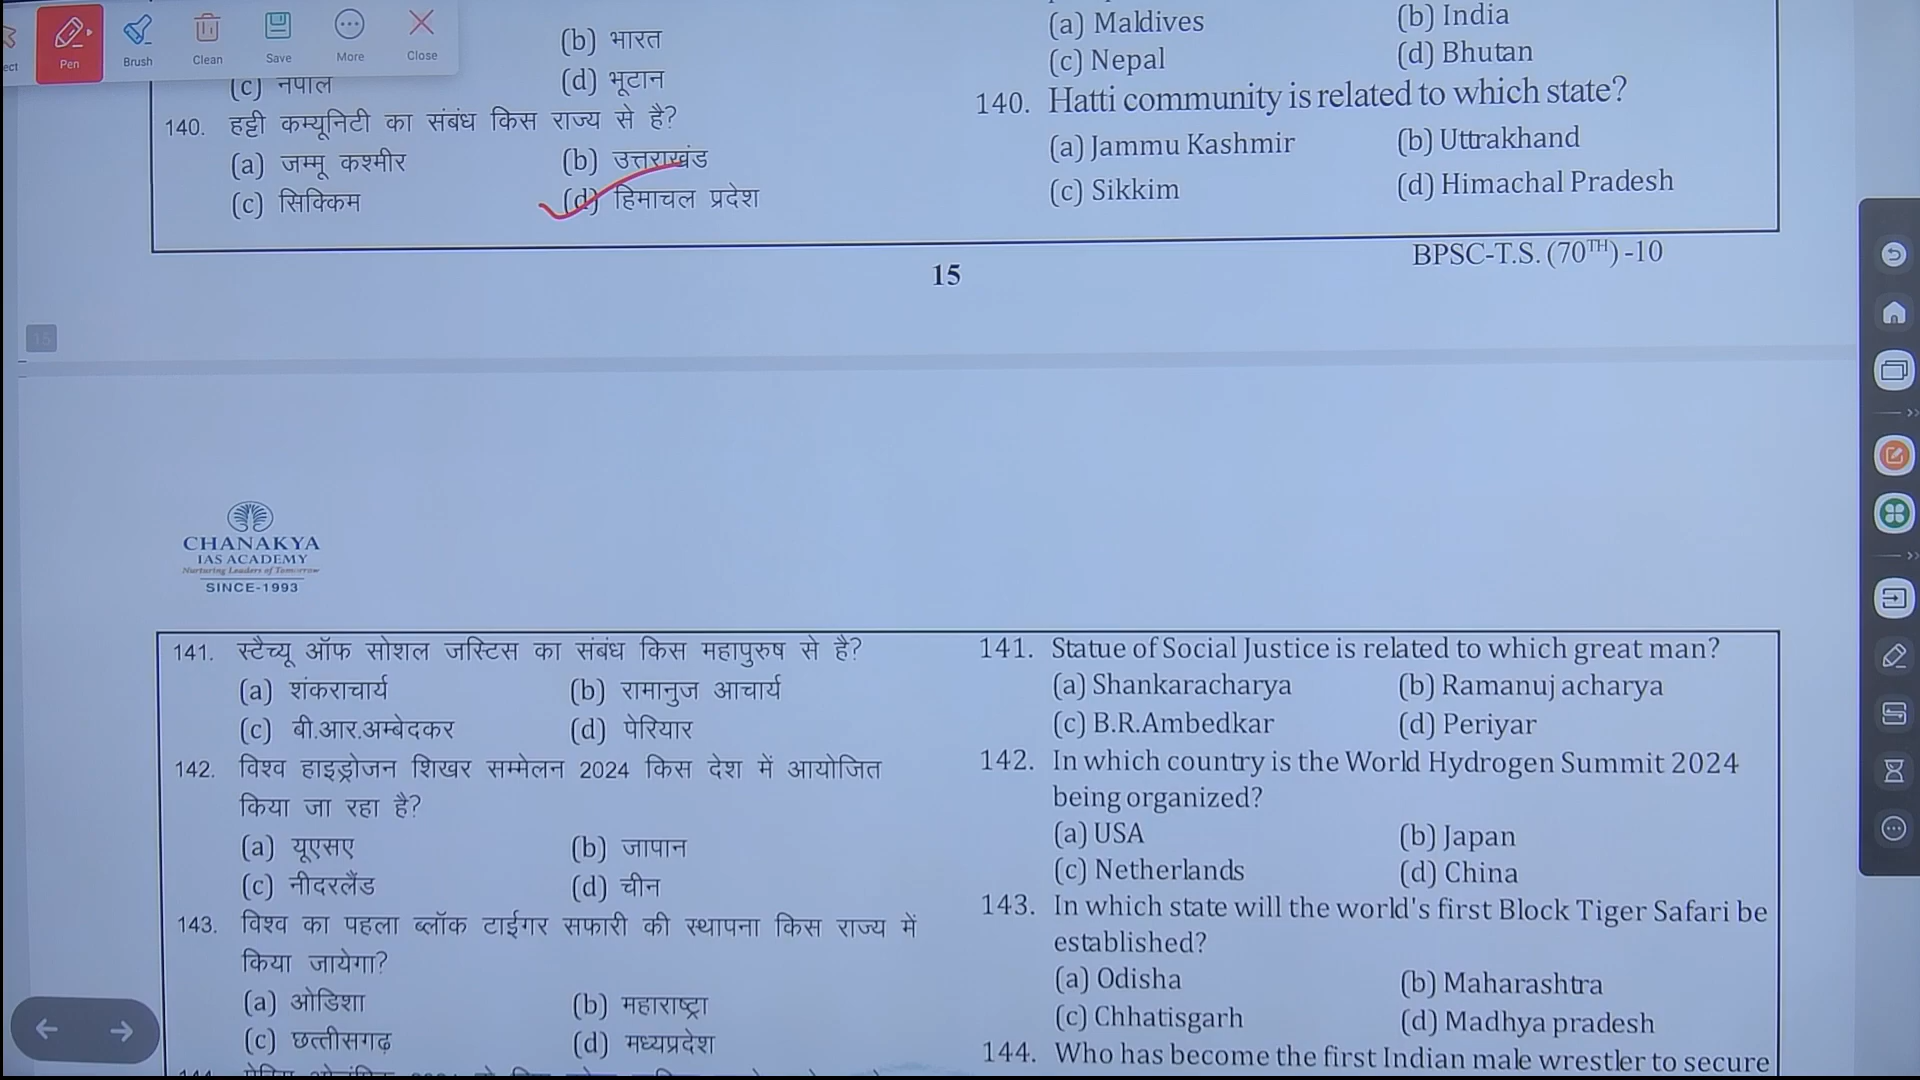 ect
Pen
Brush
Clean
Save
More
Close
(b) भारत
(c) नेपाल
(d) भूटान
140. हट्टी कम्यूनिटी का संबंध किस राज्य से है?
(a) जम्मू कश्मीर
(b) उत्तराखंड
(c) सिक्किम
(d) हिमाचल प्रदेश
(a) Maldives
(b) India
(c) Nepal
(d) Bhutan
140. Hatti community is related to which state?
(a) Jammu Kashmir
(b) Uttrakhand
(c) Sikkim
(d) Himachal Pradesh
BPSC-T.S. (70TH) -10
15
15
CHANAKYA
IAS ACADEMY
Nurturing Leaders of Tomorrow
SINCE-1993
141. स्टैच्यू ऑफ सोशल जस्टिस का संबंध किस महापुरुष से है?
(a) शंकराचार्य
(b) रामानुज आचार्य
(c) बी.आर.अम्बेदकर
(d) पेरियार
142. विश्व हाइड्रोजन शिखर सम्मेलन 2024 किस देश में आयोजित
किया जा रहा है?
(a) यूएसए
(b) जापान
(c) नीदरलैंड
(d) चीन
143. विश्व का पहला ब्लॉक टाईगर सफारी की स्थापना किस राज्य में
किया जायेगा?
(a) ओडिशा
(b) महाराष्ट्रा
(c) छत्तीसगढ़
(d) मध्यप्रदेश
141. Statue of Social Justice is related to which great man?
(a) Shankaracharya
(b) Ramanuj acharya
(c) B.R.Ambedkar
(d) Periyar
142. In which country is the World Hydrogen Summit 2024
being organized?
(a) USA
(b) Japan
(c) Netherlands
(d) China
143. In which state will the world's first Block Tiger Safari be
established?
(a) Odisha
(b) Maharashtra
(c) Chhatisgarh
(d) Madhya pradesh
144. Who has become the first Indian male wrestler to secure